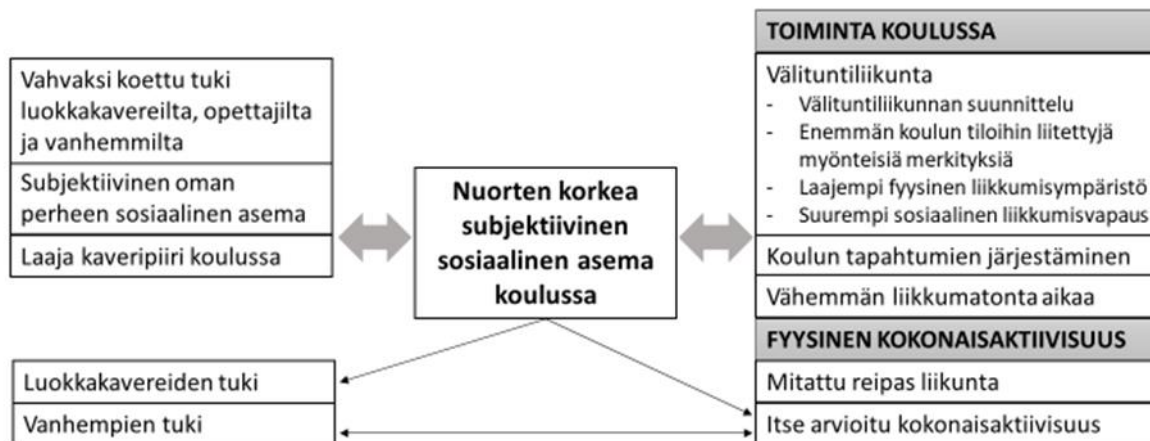 Vahvaksi koettu tuki
luokkakavereilta, opettajilta
ja vanhemmilta
Subjektiivinen oman
perheen sosiaalinen asema
Laaja kaveripiiri koulussa
Nuorten korkea
subjektiivinen
sosiaalinen asema
koulussa
TOIMINTA KOULUSSA
Välituntiliikunta
- Välituntiliikunnan suunnittelu
- Enemmän koulun tiloihin liitettyjä
myönteisiä merkityksiä
- Laajempi fyysinen liikkumisympäristö
- Suurempi sosiaalinen liikkumisvapaus
Koulun tapahtumien järjestäminen
Vähemmän liikkumatonta aikaa
FYYSINEN KOKONAISAKTIIVISUUS
Mitattu reipas liikunta
Itse arvioitu kokonaisaktiivisuus
Luokkakavereiden tuki
Vanhempien tuki